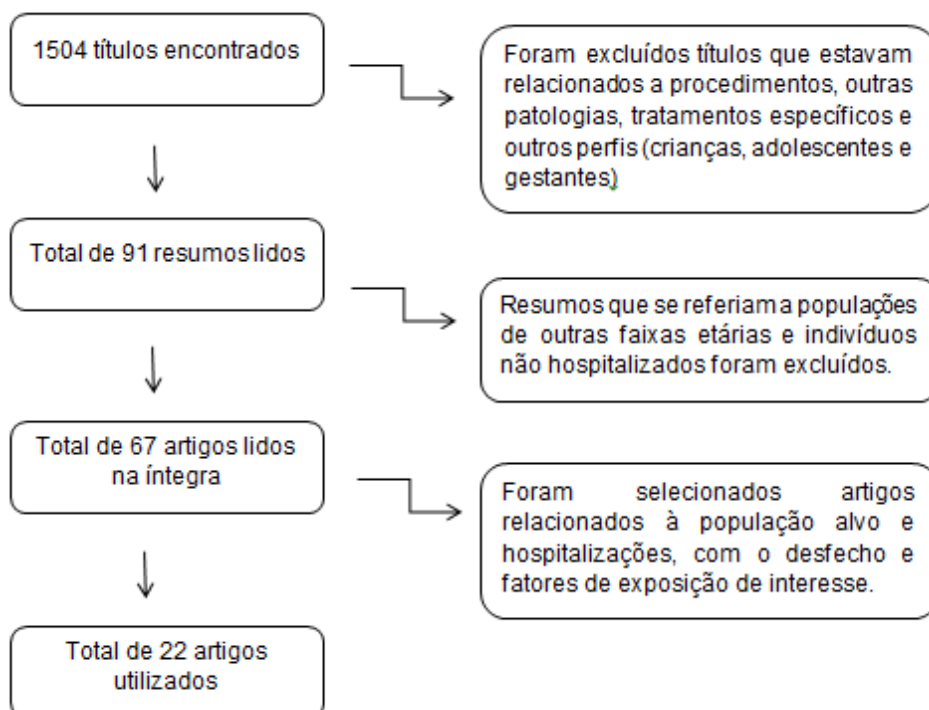 1504 títulos encontrados
Foram excluídos títulos que estavam
relacionados a procedimentos, outras
patologias, tratamentos específicos e
outros perfis (crianças, adolescentes e
gestantes)
Total de 91 resumos lidos
Resumos que se referiam a populações
de outras faixas etárias e indivíduos
não hospitalizados foram excluídos.
Total de 67 artigos lidos
na íntegra
Foram selecionados artigos
relacionados à população alvo e
hospitalizações, com o desfecho e
fatores de exposição de interesse.
Total de 22 artigos
utilizados